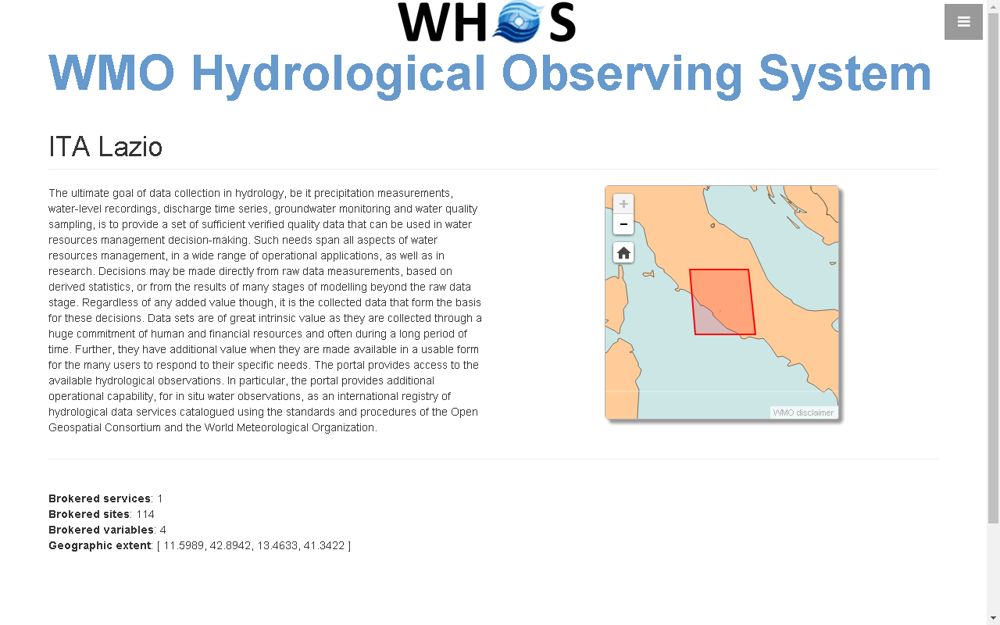 WHOS
WMO Hydrological Observing System
ITA Lazio
The ultimate goal of data collection in hydrology, be it precipitation measurements,
water-level recordings, discharge time series, groundwater monitoring and water quality
sampling, is to provide a set of sufficient verified quality data that can be used in water
resources management decision-making. Such needs span all aspects of water
resources management, in a wide range of operational applications, as well as in
research. Decisions may be made directly from raw data measurements, based on
derived statistics, or from the results of many stages of modelling beyond the raw data
stage. Regardless of any added value though, it is the collected data that form the basis
for these decisions. Data sets are of great intrinsic value as they are collected through a
huge commitment of human and financial resources and often during a long period of
time. Further, they have additional value when they are made available in a usable form
for the many users to respond to their specific needs. The portal provides access to the
available hydrological observations. In particular, the portal provides additional
operational capability, for in situ water observations, as an international registry of
hydrological data services catalogued using the standards and procedures of the Open
Geospatial Consortium and the World Meteorological Organization.
+
−
WMO disclaimer
Brokered services: 1
Brokered sites: 114
Brokered variables: 4
Geographic extent: [ 11.5989, 42.8942, 13.4633, 41.3422 ]